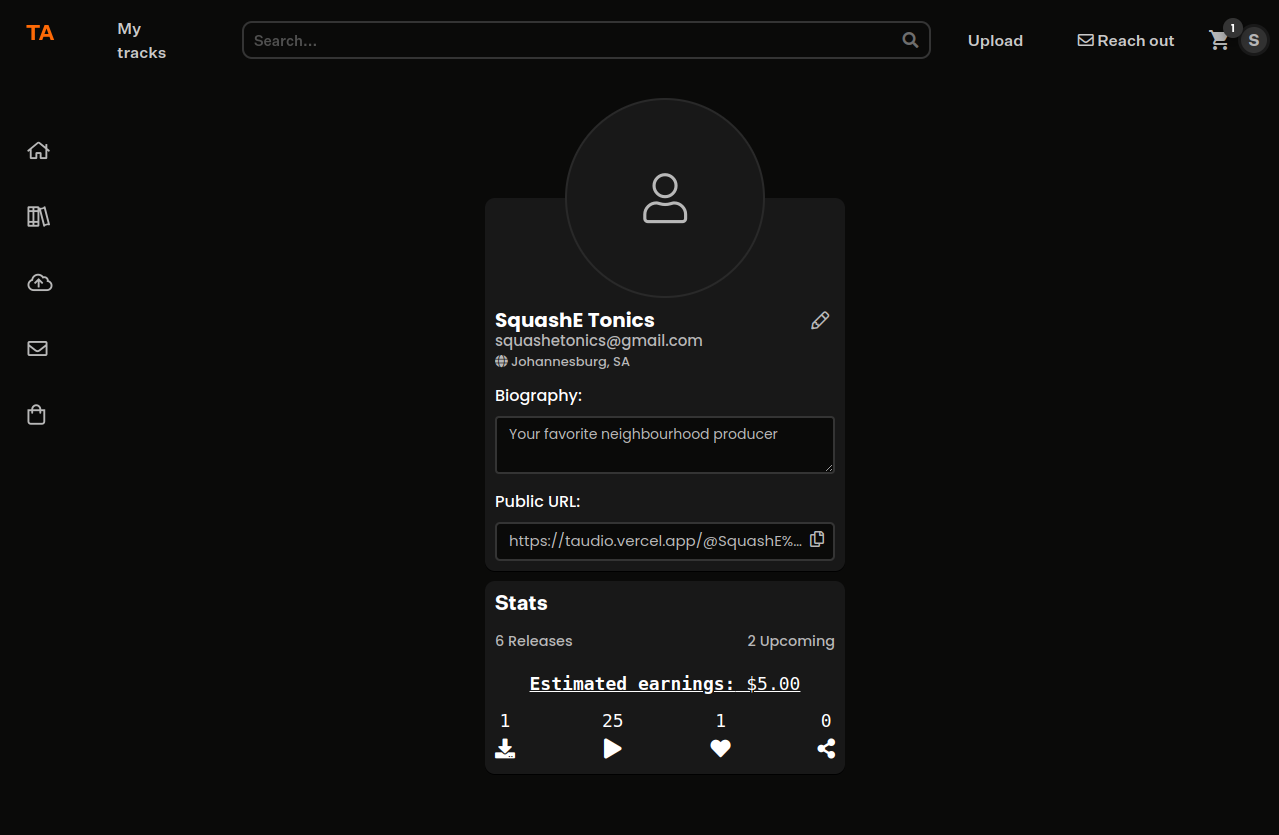 TA
My
tracks
Search...
Upload
Reach out
1
S
SquashE Tonics
squashetonics@gmail.com
Johannesburg, SA
Biography:
Your favorite neighbourhood producer
Public URL:
https://taudio.vercel.app/@SquashE%...
Stats
6 Releases
2 Upcoming
Estimated earnings: $5.00
1
25
1
0